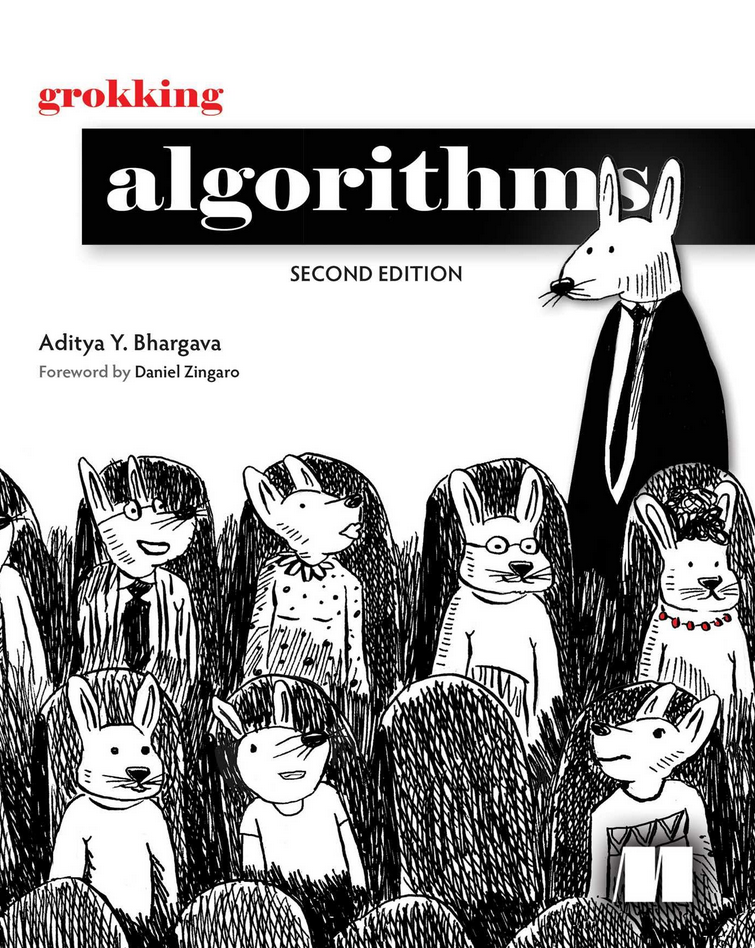 grokking
algorithms
SECOND EDITION
Aditya Y. Bhargava
Foreword by Daniel Zingaro